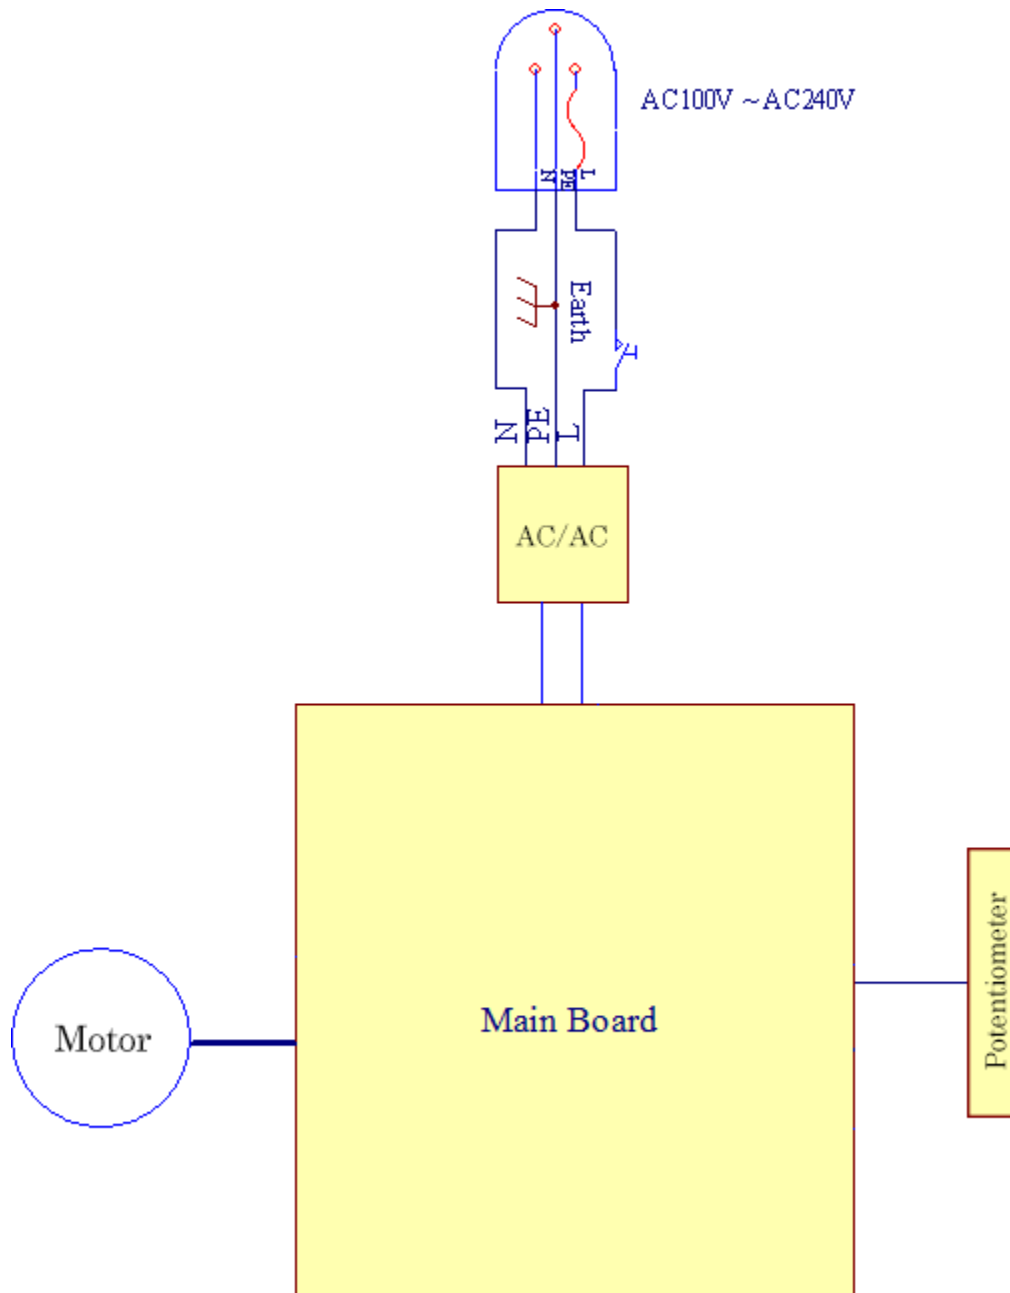 AC100V ~AC240V
N
PE
L
Earth
N
PE
L
AC/AC
Main Board
Motor
Potentiometer